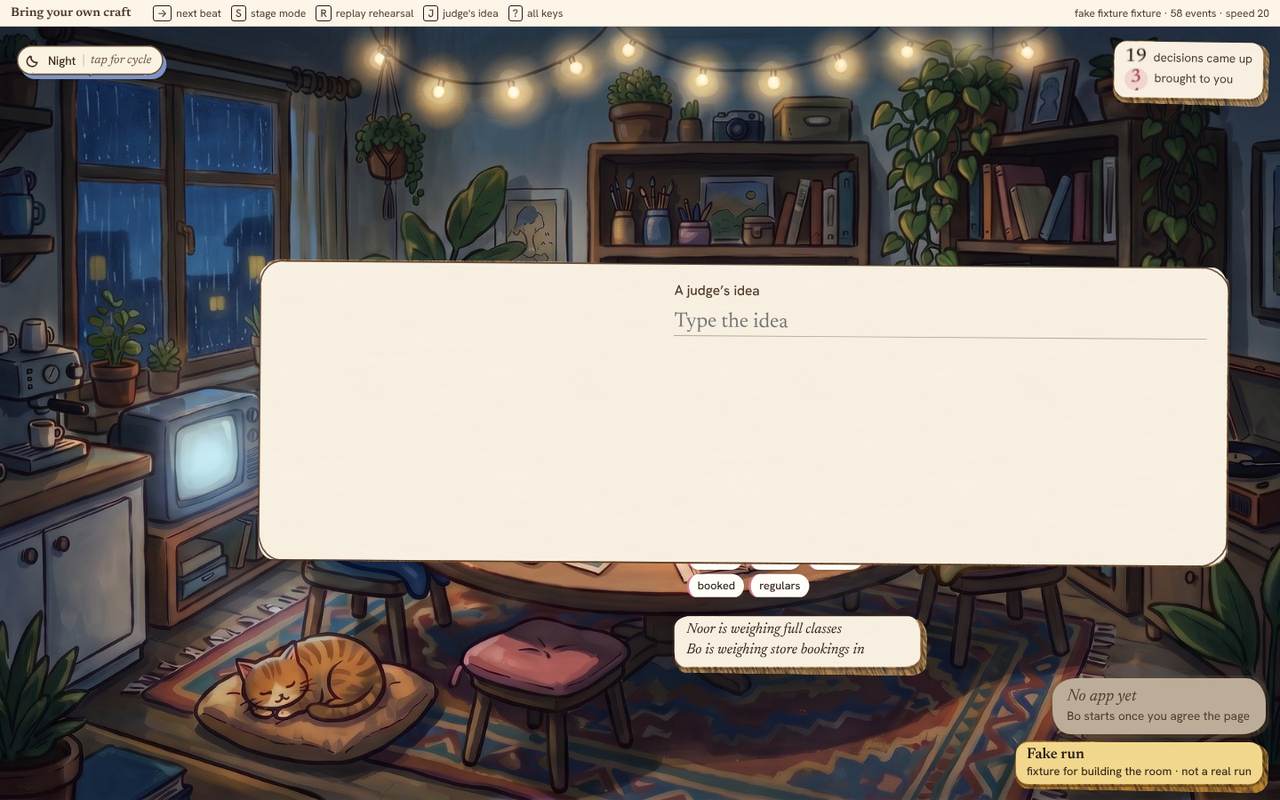 Bring your own craft
→ next beat
S stage mode
R replay rehearsal
J judge's idea
? all keys
fake fixture fixture · 58 events · speed 20
Night tap for cycle
19 decisions came up
3 brought to you
A judge’s idea
Type the idea
booked regulars
Noor is weighing full classes
Bo is weighing store bookings in
No app yet
Bo starts once you agree the page
Fake run
fixture for building the room · not a real run